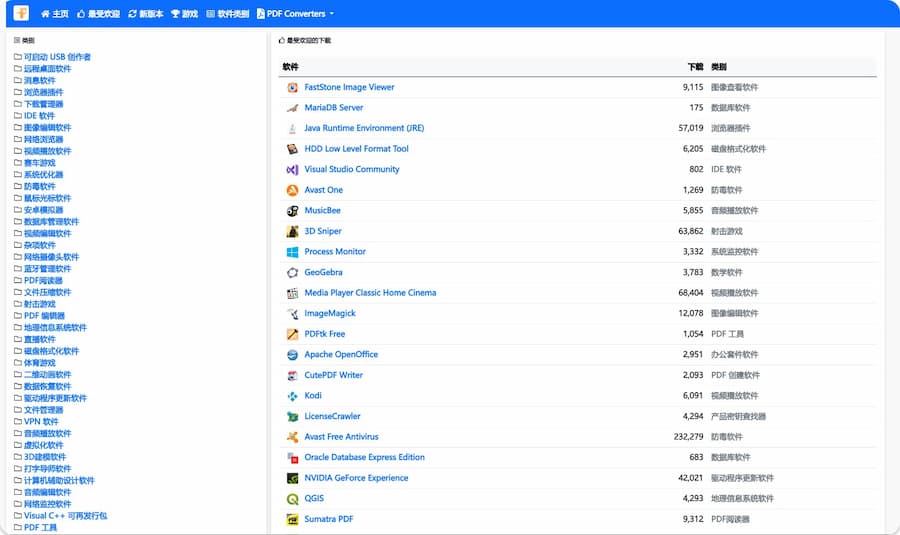 主页 最受欢迎 新版本 游戏 软件类别 PDF Converters
类别
可启动 USB 创作者
远程桌面软件
消息软件
浏览器插件
下载管理器
IDE 软件
图像编辑软件
网络浏览器
视频播放软件
赛车游戏
系统优化器
防毒软件
鼠标光标软件
安卓模拟器
数据库管理软件
视频编辑软件
杂项软件
网络摄像头软件
蓝牙管理软件
PDF阅读器
文件压缩软件
射击游戏
PDF 编辑器
地理信息系统软件
直播软件
磁盘格式化软件
体育游戏
二维动画软件
数据恢复软件
驱动程序更新软件
文件管理器
VPN 软件
音频播放软件
虚拟化软件
3D建模软件
打字导师软件
计算机辅助设计软件
音频编辑软件
网络监控软件
Visual C++ 可再发行包
PDF 工具
最受欢迎的下载
软件 下载 类别
FastStone Image Viewer 9,115 图像查看软件
MariaDB Server 175 数据库软件
Java Runtime Environment (JRE) 57,019 浏览器插件
HDD Low Level Format Tool 6,205 磁盘格式化软件
Visual Studio Community 802 IDE 软件
Avast One 1,269 防毒软件
MusicBee 5,855 音频播放软件
3D Sniper 63,862 射击游戏
Process Monitor 3,332 系统监控软件
GeoGebra 3,783 数学软件
Media Player Classic Home Cinema 68,404 视频播放软件
ImageMagick 12,078 图像编辑软件
PDFtk Free 1,054 PDF 工具
Apache OpenOffice 2,951 办公套件软件
CutePDF Writer 2,093 PDF 创建软件
Kodi 6,091 视频播放软件
LicenseCrawler 4,294 产品密钥查找器
Avast Free Antivirus 232,279 防毒软件
Oracle Database Express Edition 683 数据库软件
NVIDIA GeForce Experience 42,021 驱动程序更新软件
QGIS 4,293 地理信息系统软件
Sumatra PDF 9,312 PDF阅读器